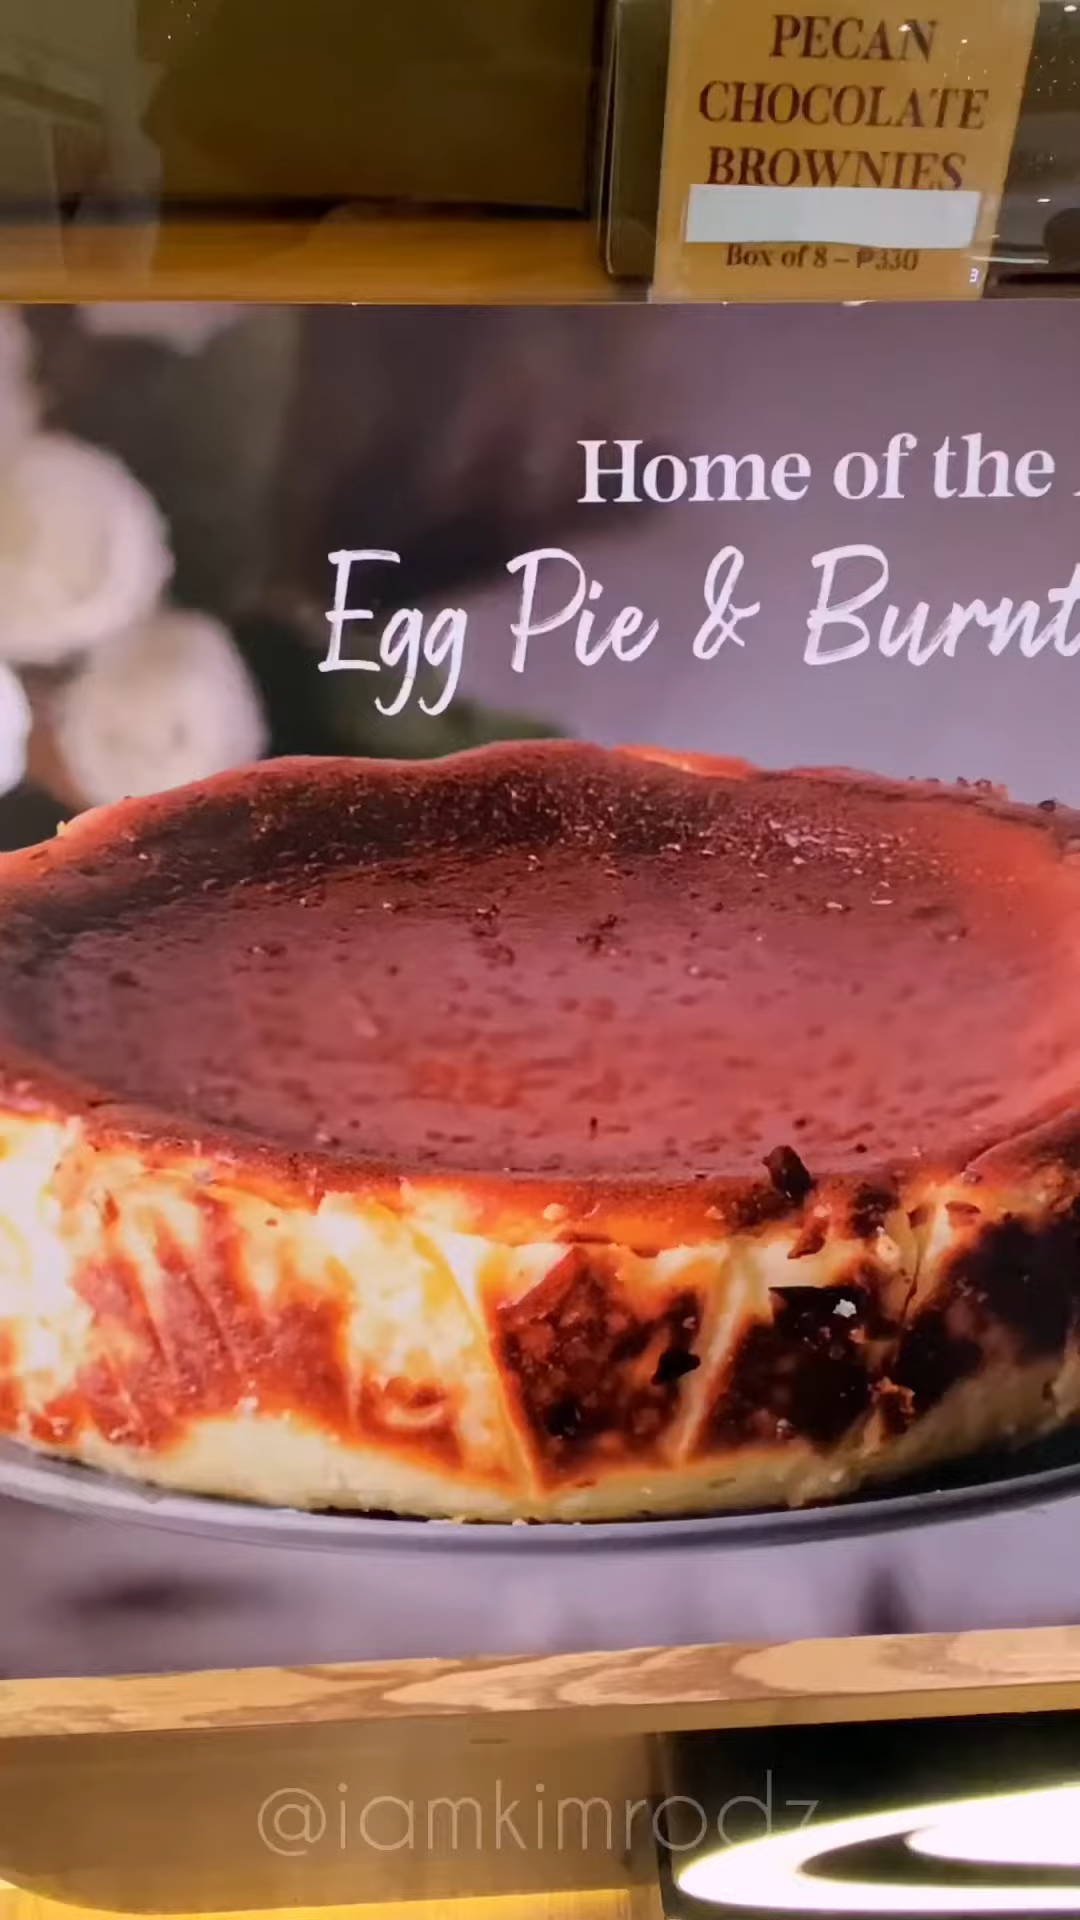 PECAN
CHOCOLATE
BROWNIES
Box of 8 – ₱330
Home of the
Egg Pie & Burnt
@iamkimrodz